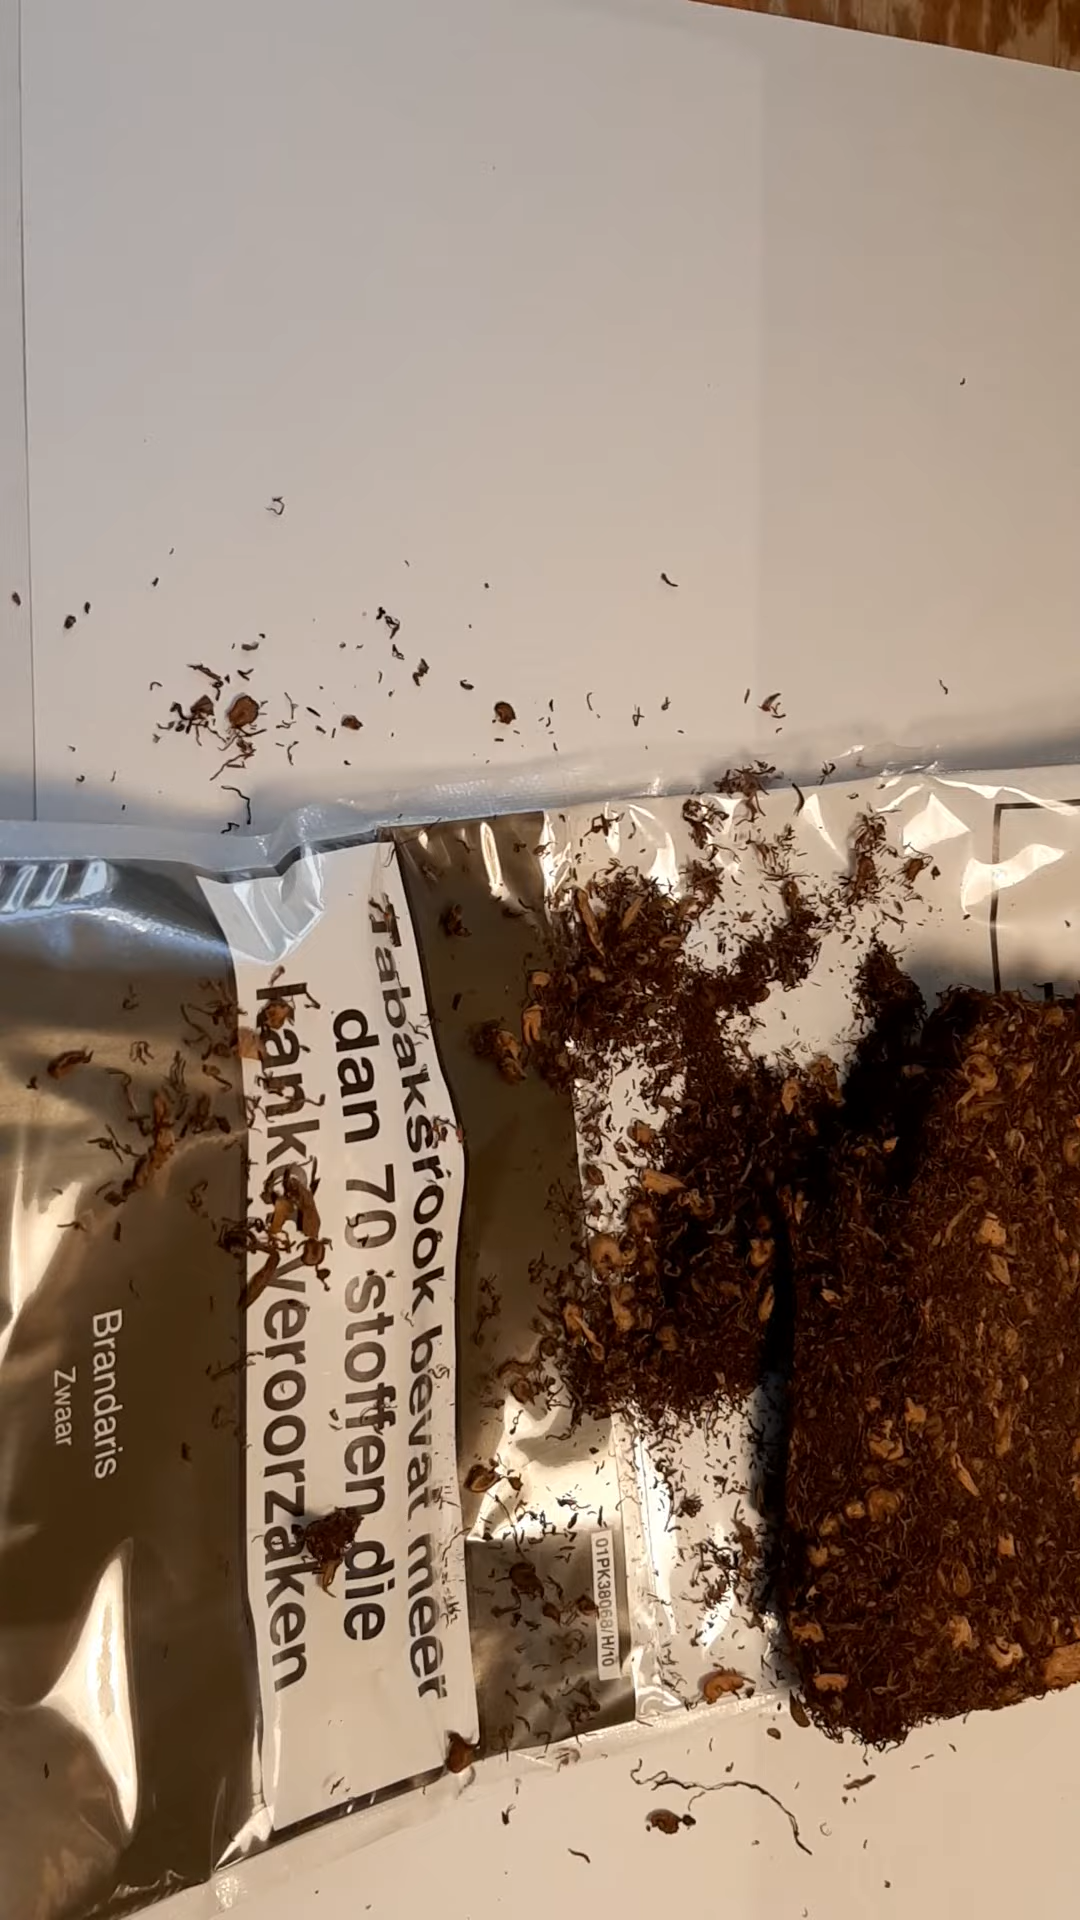 Tabaksrook bevat meer
dan 70 stoffen die
kanker veroorzaken
Brandaris
Zwaar
01PK38068/H/10